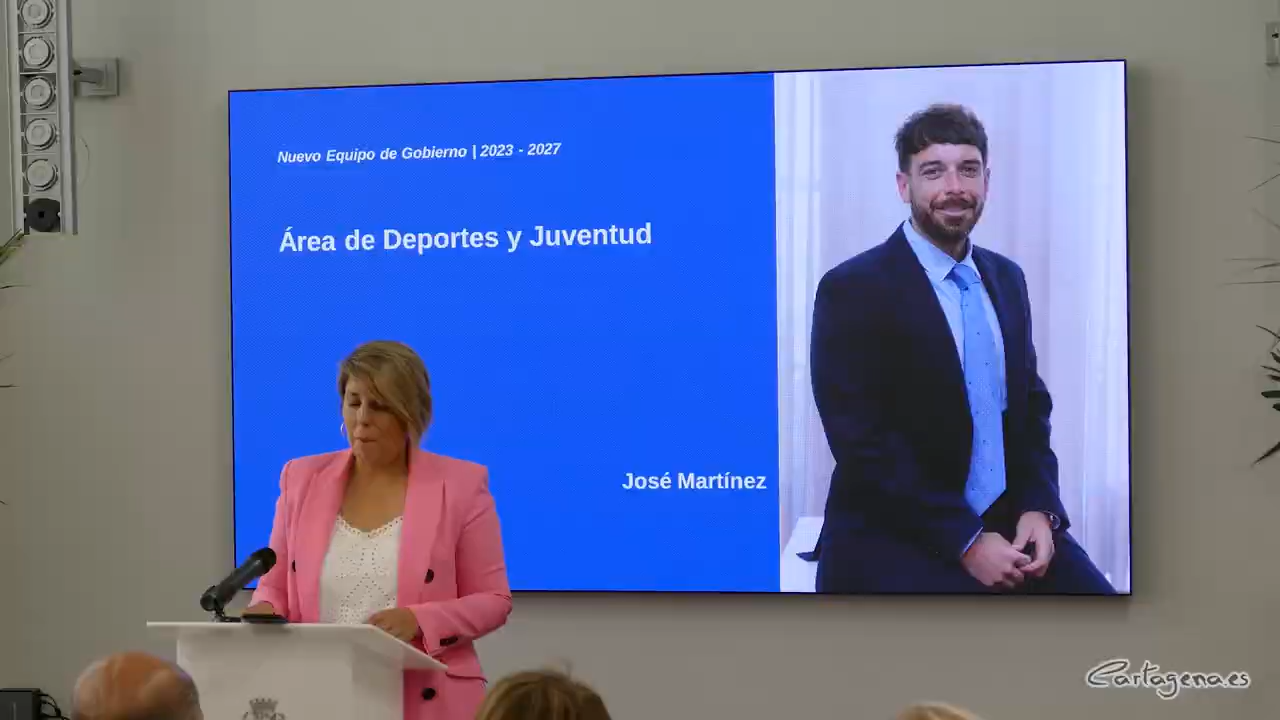 Nuevo Equipo de Gobierno | 2023 - 2027
Área de Deportes y Juventud
José Martínez
Cartagena.es